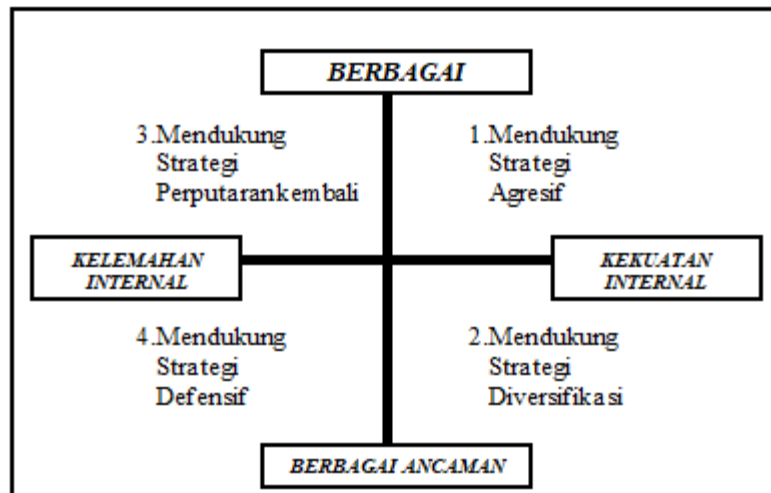 BERBAGAI
3.Mendukung
Strategi
Perputarankembali
1.Mendukung
Strategi
Agresif
KELEMAHAN
INTERNAL
KEKUATAN
INTERNAL
4.Mendukung
Strategi
Defensif
2.Mendukung
Strategi
Diversifikasi
BERBAGAI ANCAMAN